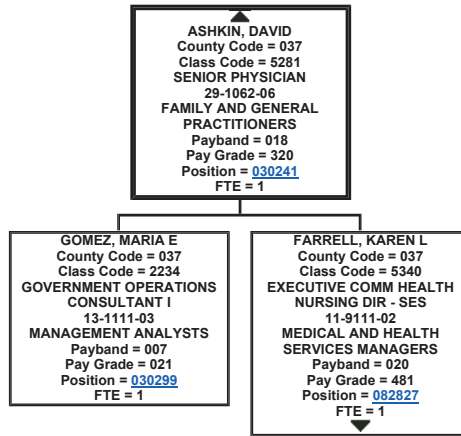 ASHKIN, DAVID
County Code = 037
Class Code = 5281
SENIOR PHYSICIAN
29-1062-06
FAMILY AND GENERAL
PRACTITIONERS
Payband = 018
Pay Grade = 320
Position = 030241
FTE = 1
GOMEZ, MARIA E
County Code = 037
Class Code = 2234
GOVERNMENT OPERATIONS
CONSULTANT I
13-1111-03
MANAGEMENT ANALYSTS
Payband = 007
Pay Grade = 021
Position = 030299
FTE = 1
FARRELL, KAREN L
County Code = 037
Class Code = 5340
EXECUTIVE COMM HEALTH
NURSING DIR - SES
11-9111-02
MEDICAL AND HEALTH
SERVICES MANAGERS
Payband = 020
Pay Grade = 481
Position = 082827
FTE = 1